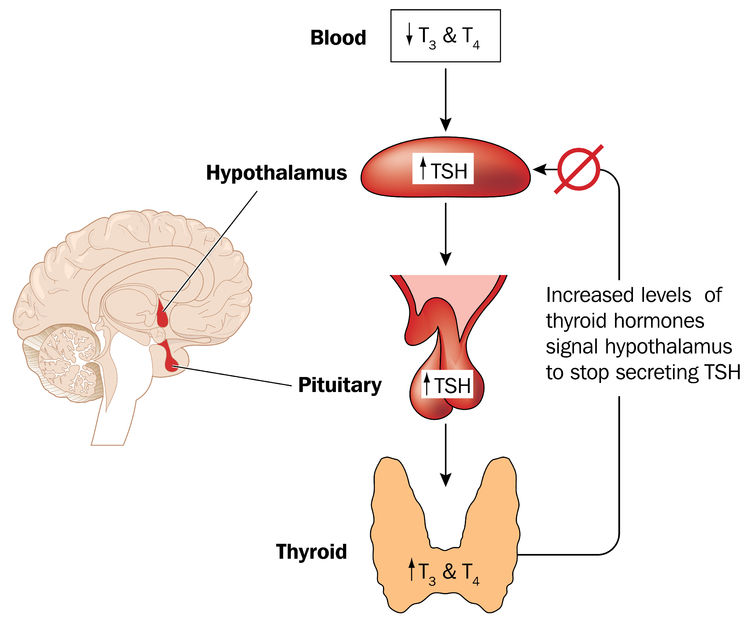 Blood
↓T3 & T4
Hypothalamus
↑TSH
Increased levels of
thyroid hormones
signal hypothalamus
to stop secreting TSH
Pituitary
↑TSH
Thyroid
↑T3 & T4